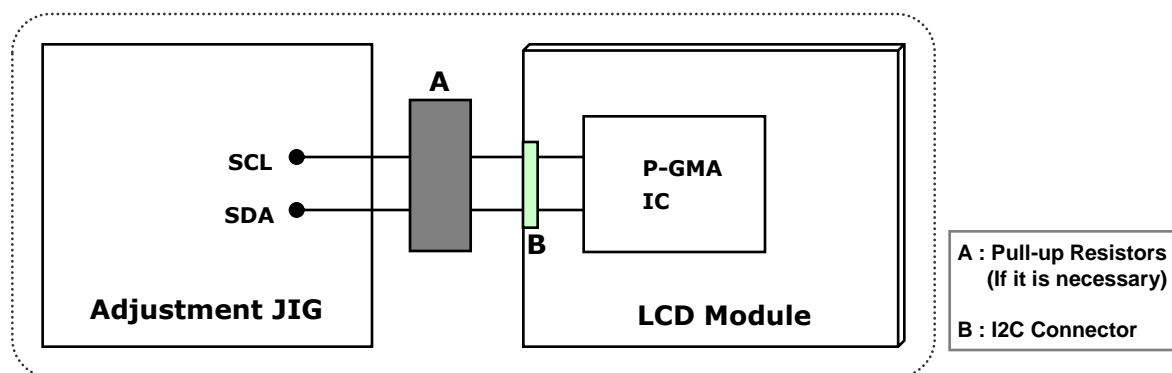 A
SCL
SDA
P-GMA
IC
B
Adjustment JIG
LCD Module
A : Pull-up Resistors
(If it is necessary)
B : I2C Connector